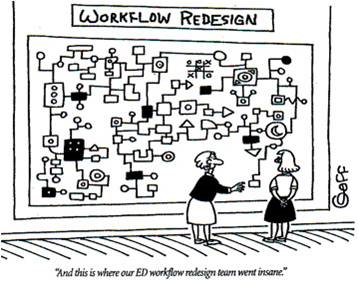 WORKFLOW REDESIGN
Goff
"And this is where our ED workflow redesign team went insane."